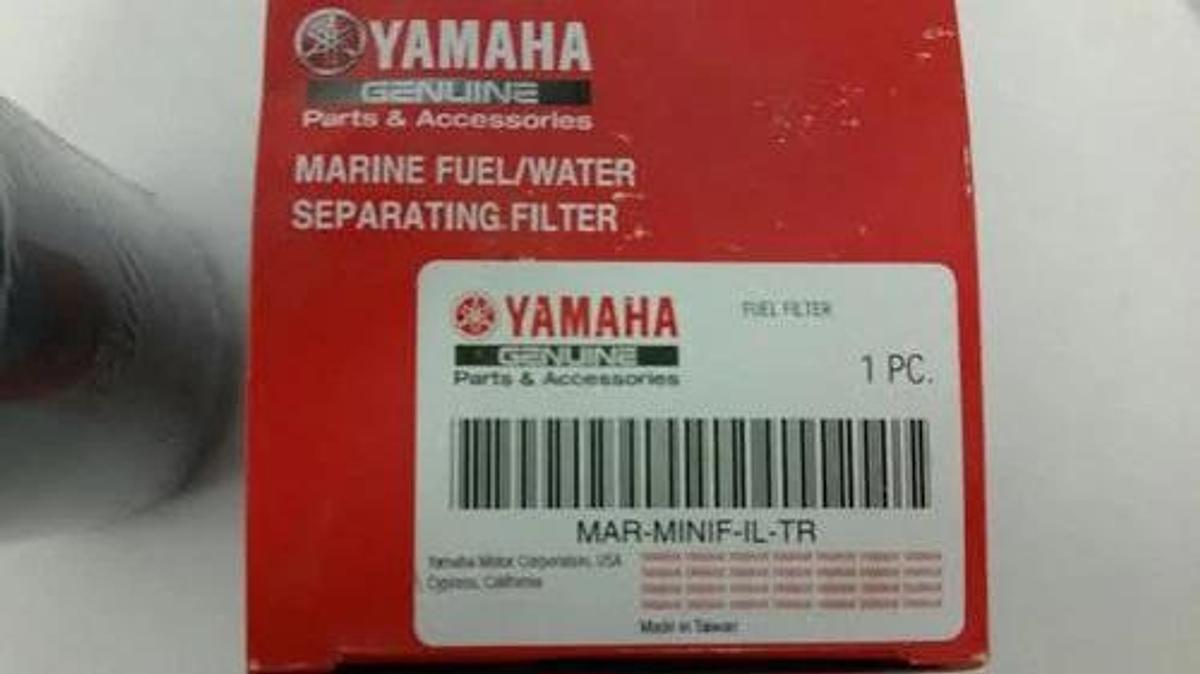 YAMAHA
GENUINE
Parts & Accessories
MARINE FUEL/WATER
SEPARATING FILTER
YAMAHA
GENUINE
Parts & Accessories
FUEL FILTER
1 PC.
MAR-MINIF-IL-TR
Yamaha Motor Corporation, USA
Cypress, California
Made in Taiwan